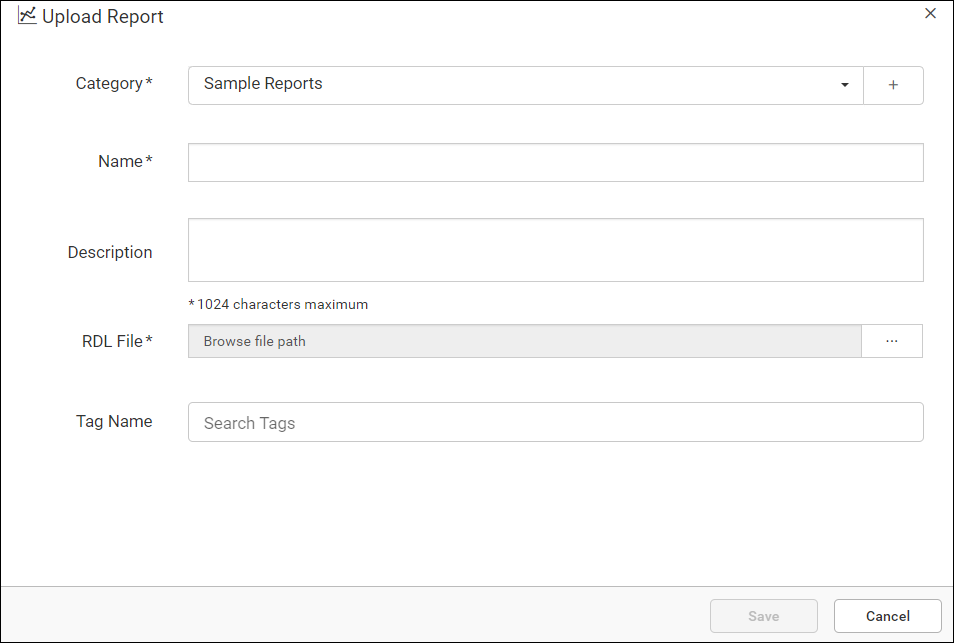 Upload Report
Category* Sample Reports +
Name*
Description
*1024 characters maximum
RDL File* Browse file path ...
Tag Name Search Tags
Save Cancel